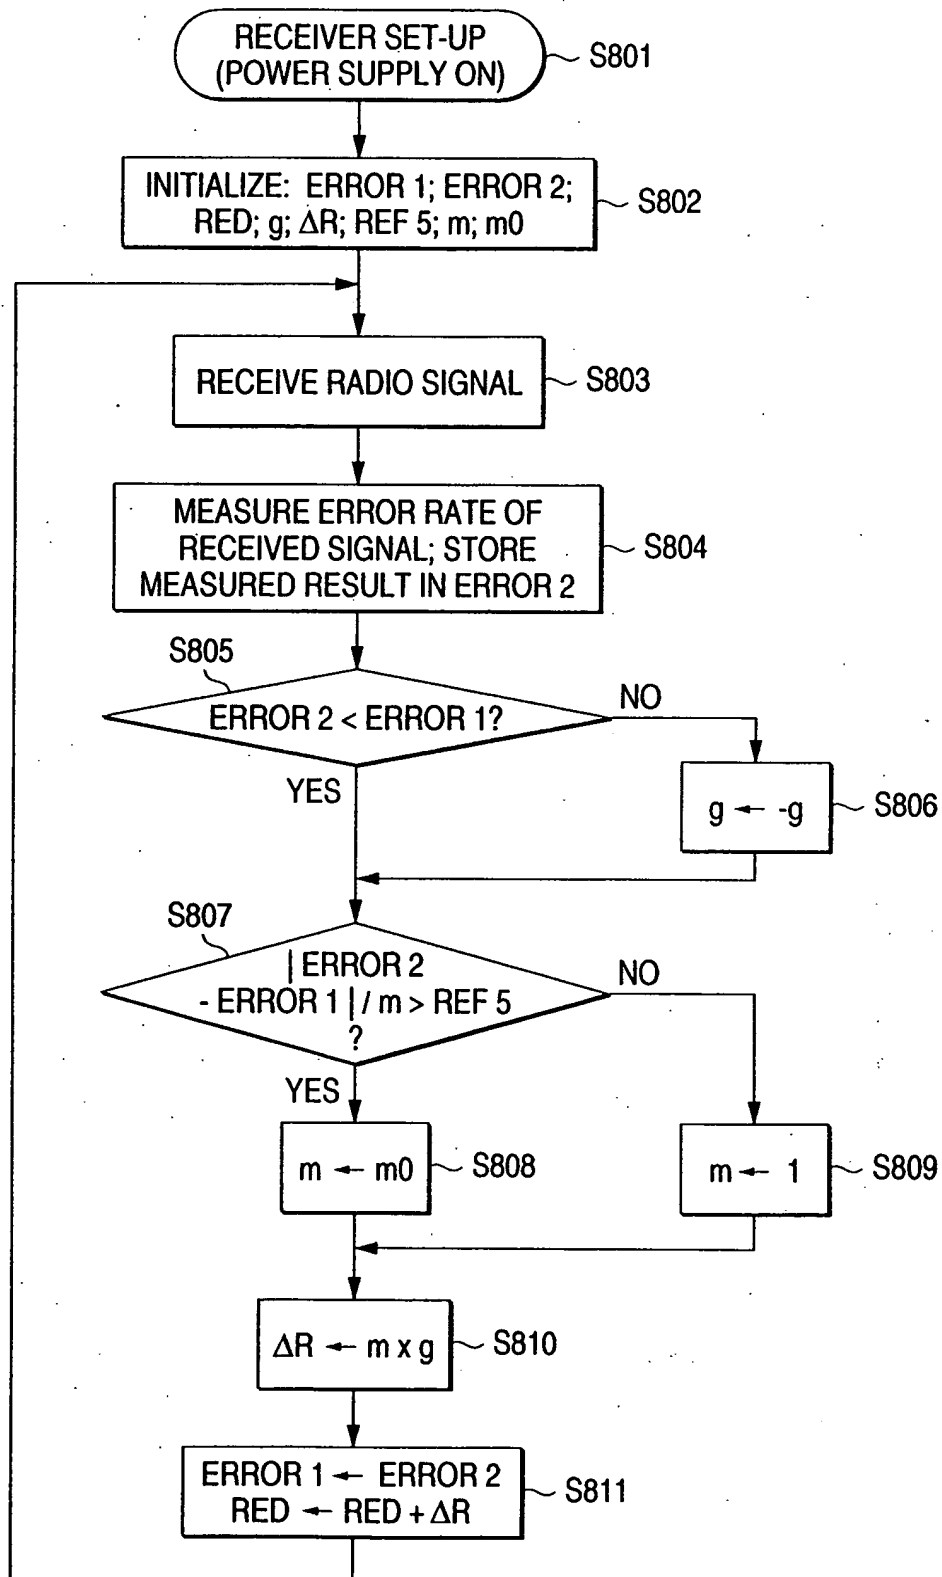 RECEIVER SET-UP
(POWER SUPPLY ON)
S801
INITIALIZE: ERROR 1; ERROR 2;
RED; g; ΔR; REF 5; m; m0
S802
RECEIVE RADIO SIGNAL
S803
MEASURE ERROR RATE OF
RECEIVED SIGNAL; STORE
MEASURED RESULT IN ERROR 2
S804
S805
ERROR 2 < ERROR 1?
NO
YES
g ← -g
S806
S807
| ERROR 2
- ERROR 1 | / m > REF 5
?
NO
YES
m ← m0
S808
m ← 1
S809
ΔR ← m x g
S810
ERROR 1 ← ERROR 2
RED ← RED + ΔR
S811